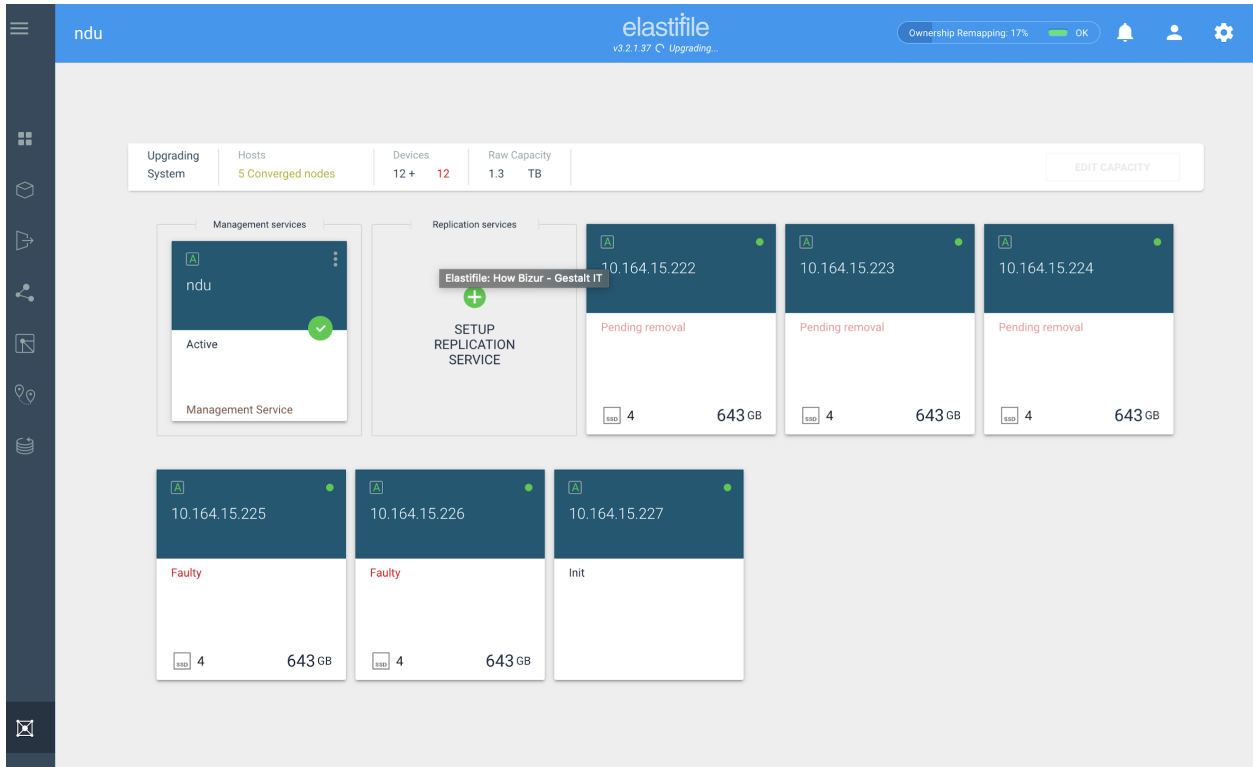 ndu
elastifile
v3.2.1.37 Upgrading...
Ownership Remapping: 17% OK
Upgrading System
Hosts
5 Converged nodes
Devices
12 + 12
Raw Capacity
1.3 TB
EDIT CAPACITY
Management services
A
ndu
Active
Management Service
Replication services
Elastifile: How Bizur - Gestalt IT
SETUP
REPLICATION
SERVICE
A
10.164.15.222
Pending removal
SSD 4 643 GB
A
10.164.15.223
Pending removal
SSD 4 643 GB
A
10.164.15.224
Pending removal
SSD 4 643 GB
A
10.164.15.225
Faulty
SSD 4 643 GB
A
10.164.15.226
Faulty
SSD 4 643 GB
A
10.164.15.227
Init